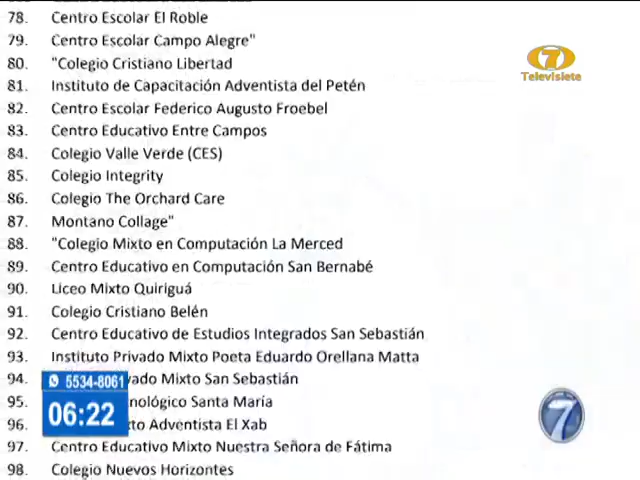 78. Centro Escolar El Roble
79. Centro Escolar Campo Alegre"
80. "Colegio Cristiano Libertad
81. Instituto de Capacitación Adventista del Petén
82. Centro Escolar Federico Augusto Froebel
83. Centro Educativo Entre Campos
84. Colegio Valle Verde (CES)
85. Colegio Integrity
86. Colegio The Orchard Care
87. Montano Collage"
88. "Colegio Mixto en Computación La Merced
89. Centro Educativo en Computación San Bernabé
90. Liceo Mixto Quiriguá
91. Colegio Cristiano Belén
92. Centro Educativo de Estudios Integrados San Sebastián
93. Instituto Privado Mixto Poeta Eduardo Orellana Matta
94. Mixto San Sebastián
95. Santa María
96. Adventista El Xab
97. Centro Educativo Mixto Nuestra Señora de Fátima
98. Colegio Nuevos Horizontes
7
Televisiete
5534-8061
06:22
7